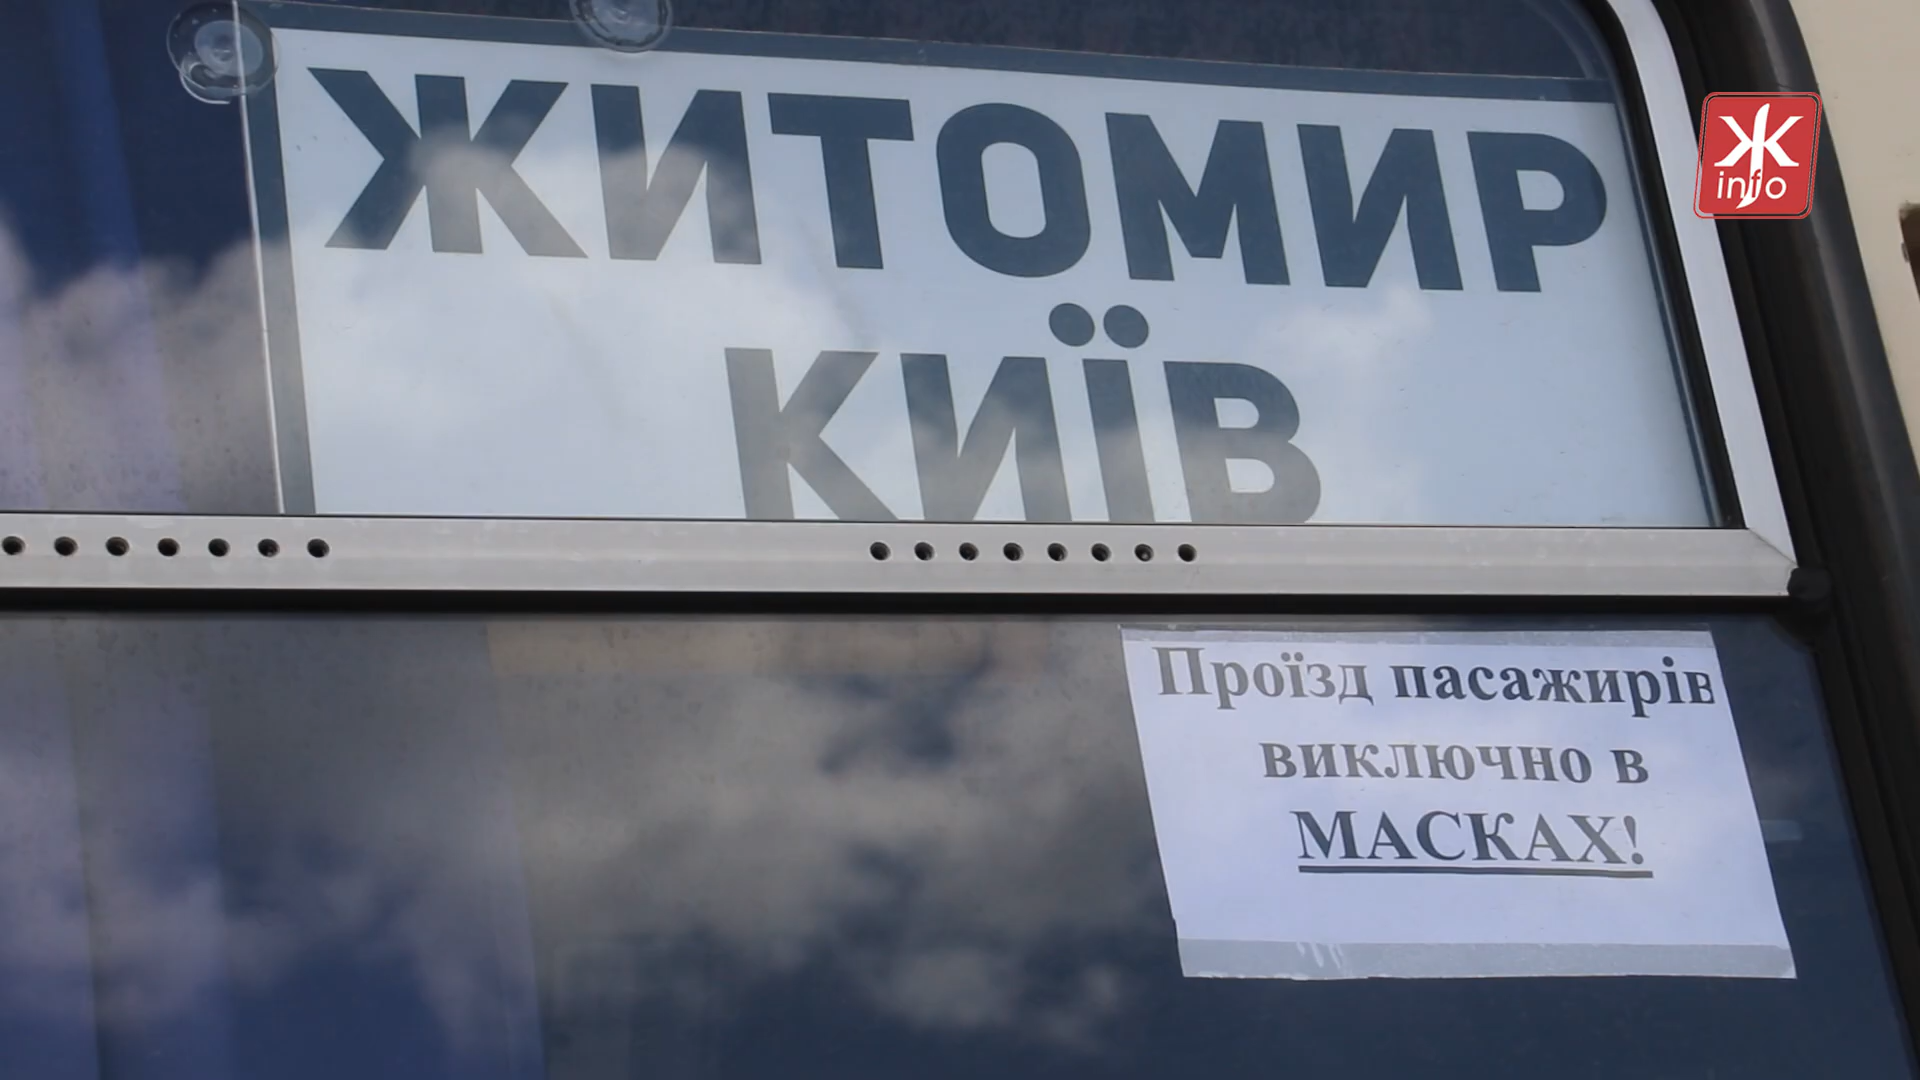 ЖИТОМИР
КИЇВ
Ж
info
Проїзд пасажирів
виключно в
МАСКАХ!